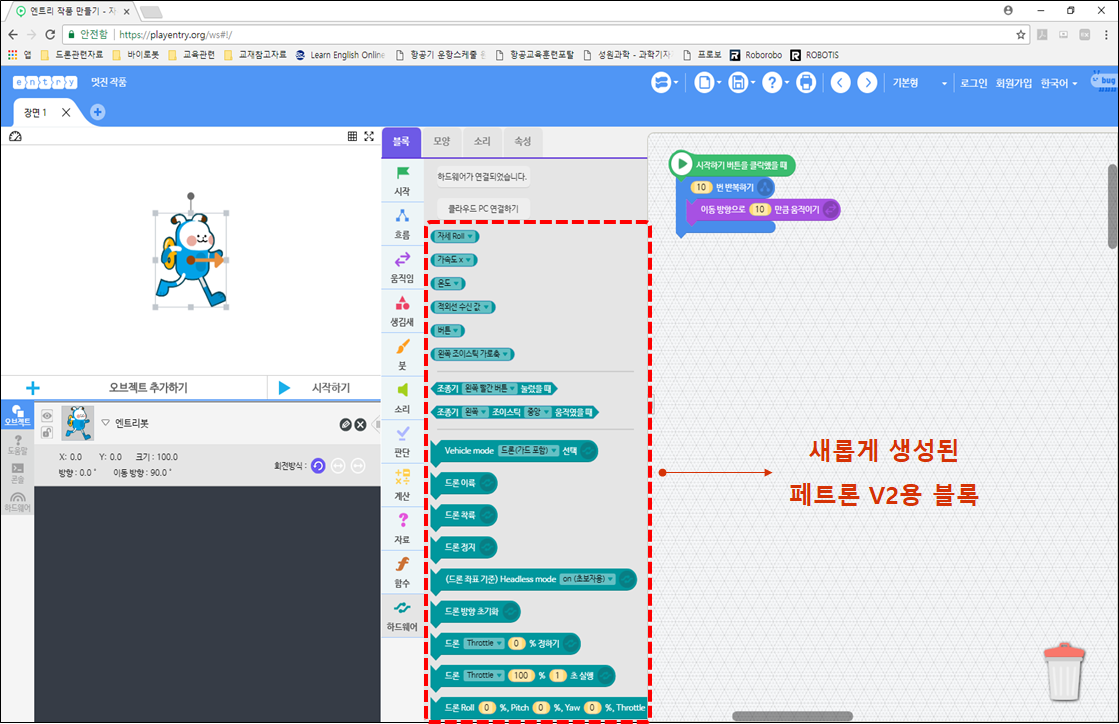 엔트리 작품 만들기 - 자
안전함 | https://playentry.org/ws#!/
앱 드론관련자료 바이로봇 교육관련 교재참고자료 Learn English Online 항공기 운항스케줄 항공교육훈련포탈 성원과학 - 과학기자 프로보 Roborobo ROBOTIS
entry 멋진 작품 기본형 로그인 회원가입 한국어 bug
장면 1
블록 모양 소리 속성
시작
흐름
움직임
생김새
붓
소리
판단
계산
자료
함수
하드웨어
하드웨어가 연결되었습니다.
클라우드 PC 연결하기
자세 Roll
가속도 x
온도
적외선 수신 값
버튼
왼쪽 조이스틱 가로축
조종기 왼쪽 빨간 버튼 눌렀을 때
조종기 왼쪽 조이스틱 중앙 움직였을 때
Vehicle mode 드론(가드 포함) 선택
드론 이륙
드론 착륙
드론 정지
(드론 좌표 기준) Headless mode on (초보자용)
드론 방향 초기화
드론 Throttle 0 % 정하기
드론 Throttle 100 % 1 초 실행
드론 Roll 0 %, Pitch 0 %, Yaw 0 %, Throttle
시작하기 버튼을 클릭했을 때
10 번 반복하기
이동 방향으로 10 만큼 움직이기
새롭게 생성된
페트론 V2용 블록
오브젝트 추가하기 시작하기
오브젝트
도움말
콘솔
하드웨어
엔트리봇
X: 0.0 Y: 0.0 크기: 100.0
방향: 0.0˚ 이동 방향: 90.0˚ 회전방식: